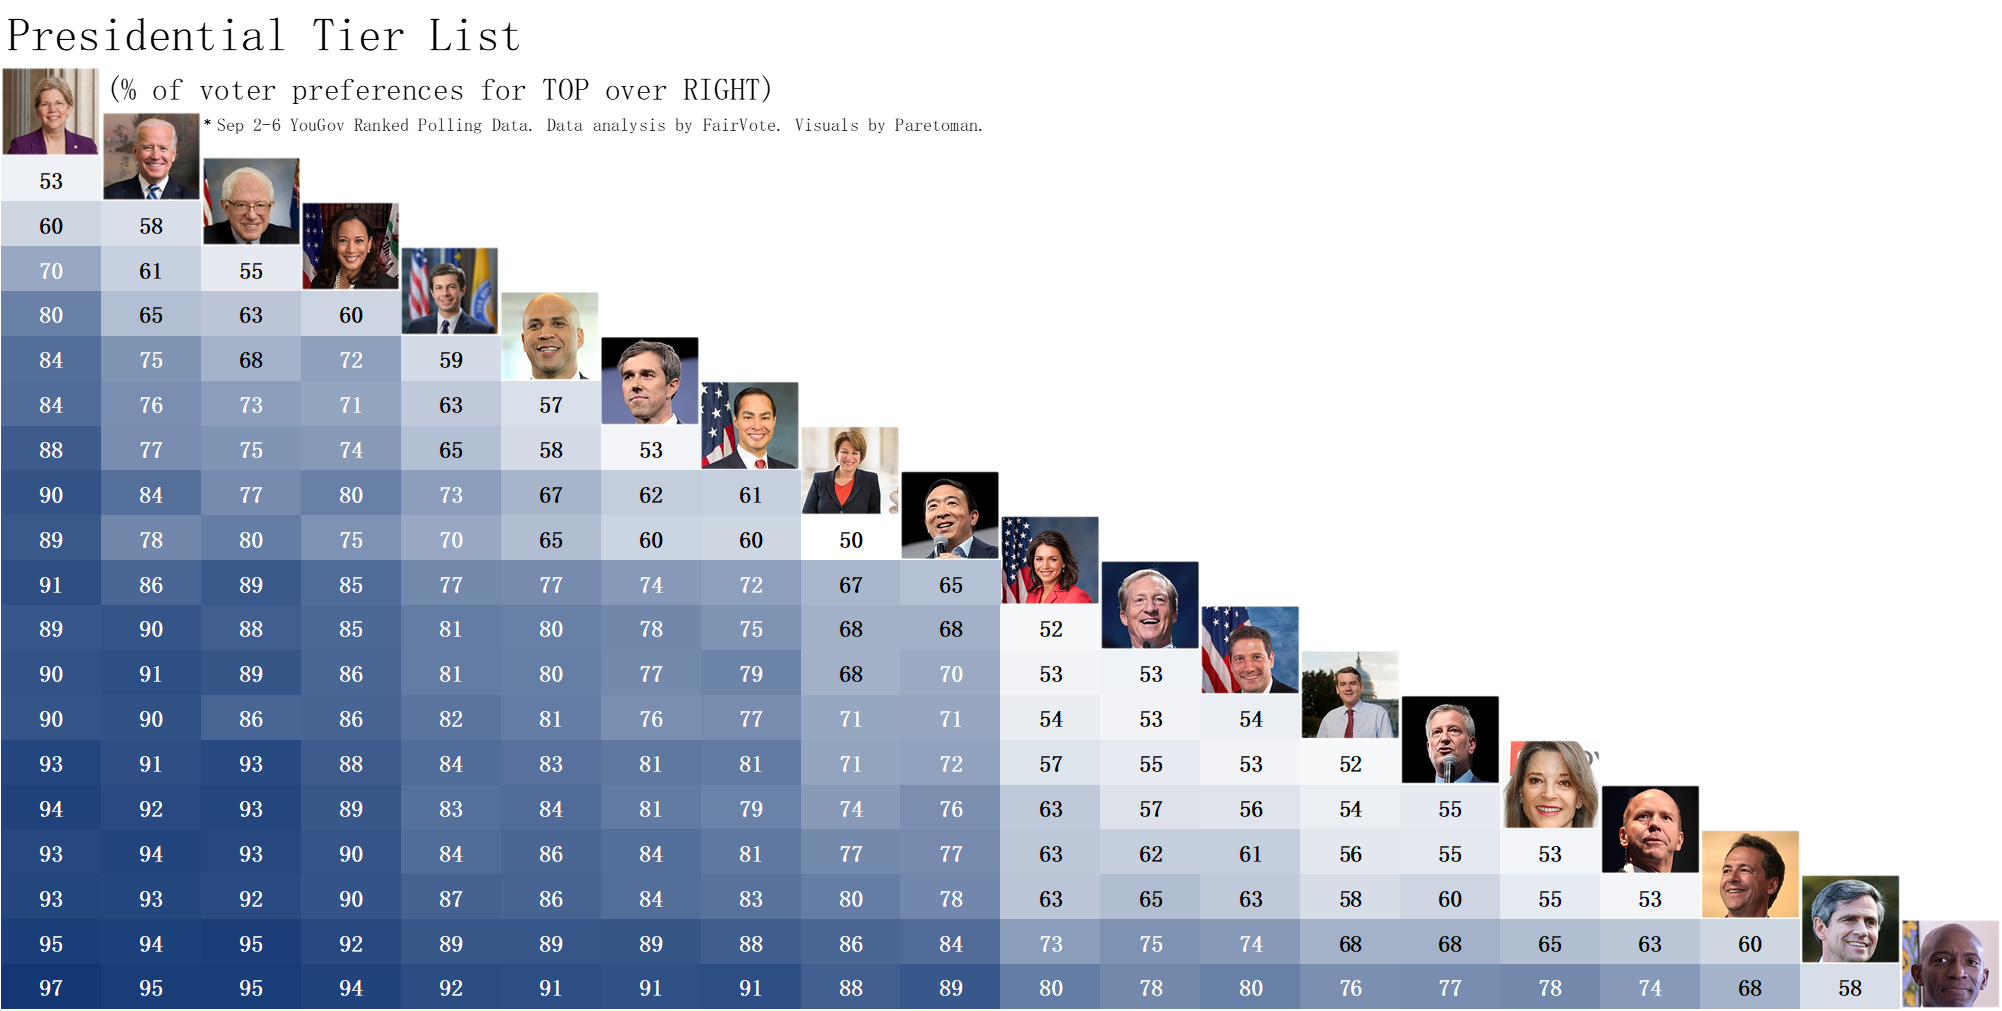 Presidential Tier List
(% of voter preferences for TOP over RIGHT)
* Sep 2-6 YouGov Ranked Polling Data. Data analysis by FairVote. Visuals by Paretoman.
53
60 58
70 61 55
80 65 63 60
84 75 68 72 59
84 76 73 71 63 57
88 77 75 74 65 58 53
90 84 77 80 73 67 62 61
89 78 80 75 70 65 60 60 50
91 86 89 85 77 77 74 72 67 65
89 90 88 85 81 80 78 75 68 68 52
90 91 89 86 81 80 77 79 68 70 53 53
90 90 86 86 82 81 76 77 71 71 54 53 54
93 91 93 88 84 83 81 81 71 72 57 55 53 52
94 92 93 89 83 84 81 79 74 76 63 57 56 54 55
93 94 93 90 84 86 84 81 77 77 63 62 61 56 55 53
93 93 92 90 87 86 84 83 80 78 63 65 63 58 60 55 53
95 94 95 92 89 89 89 88 86 84 73 75 74 68 68 65 63 60
97 95 95 94 92 91 91 91 88 89 80 78 80 76 77 78 74 68 58